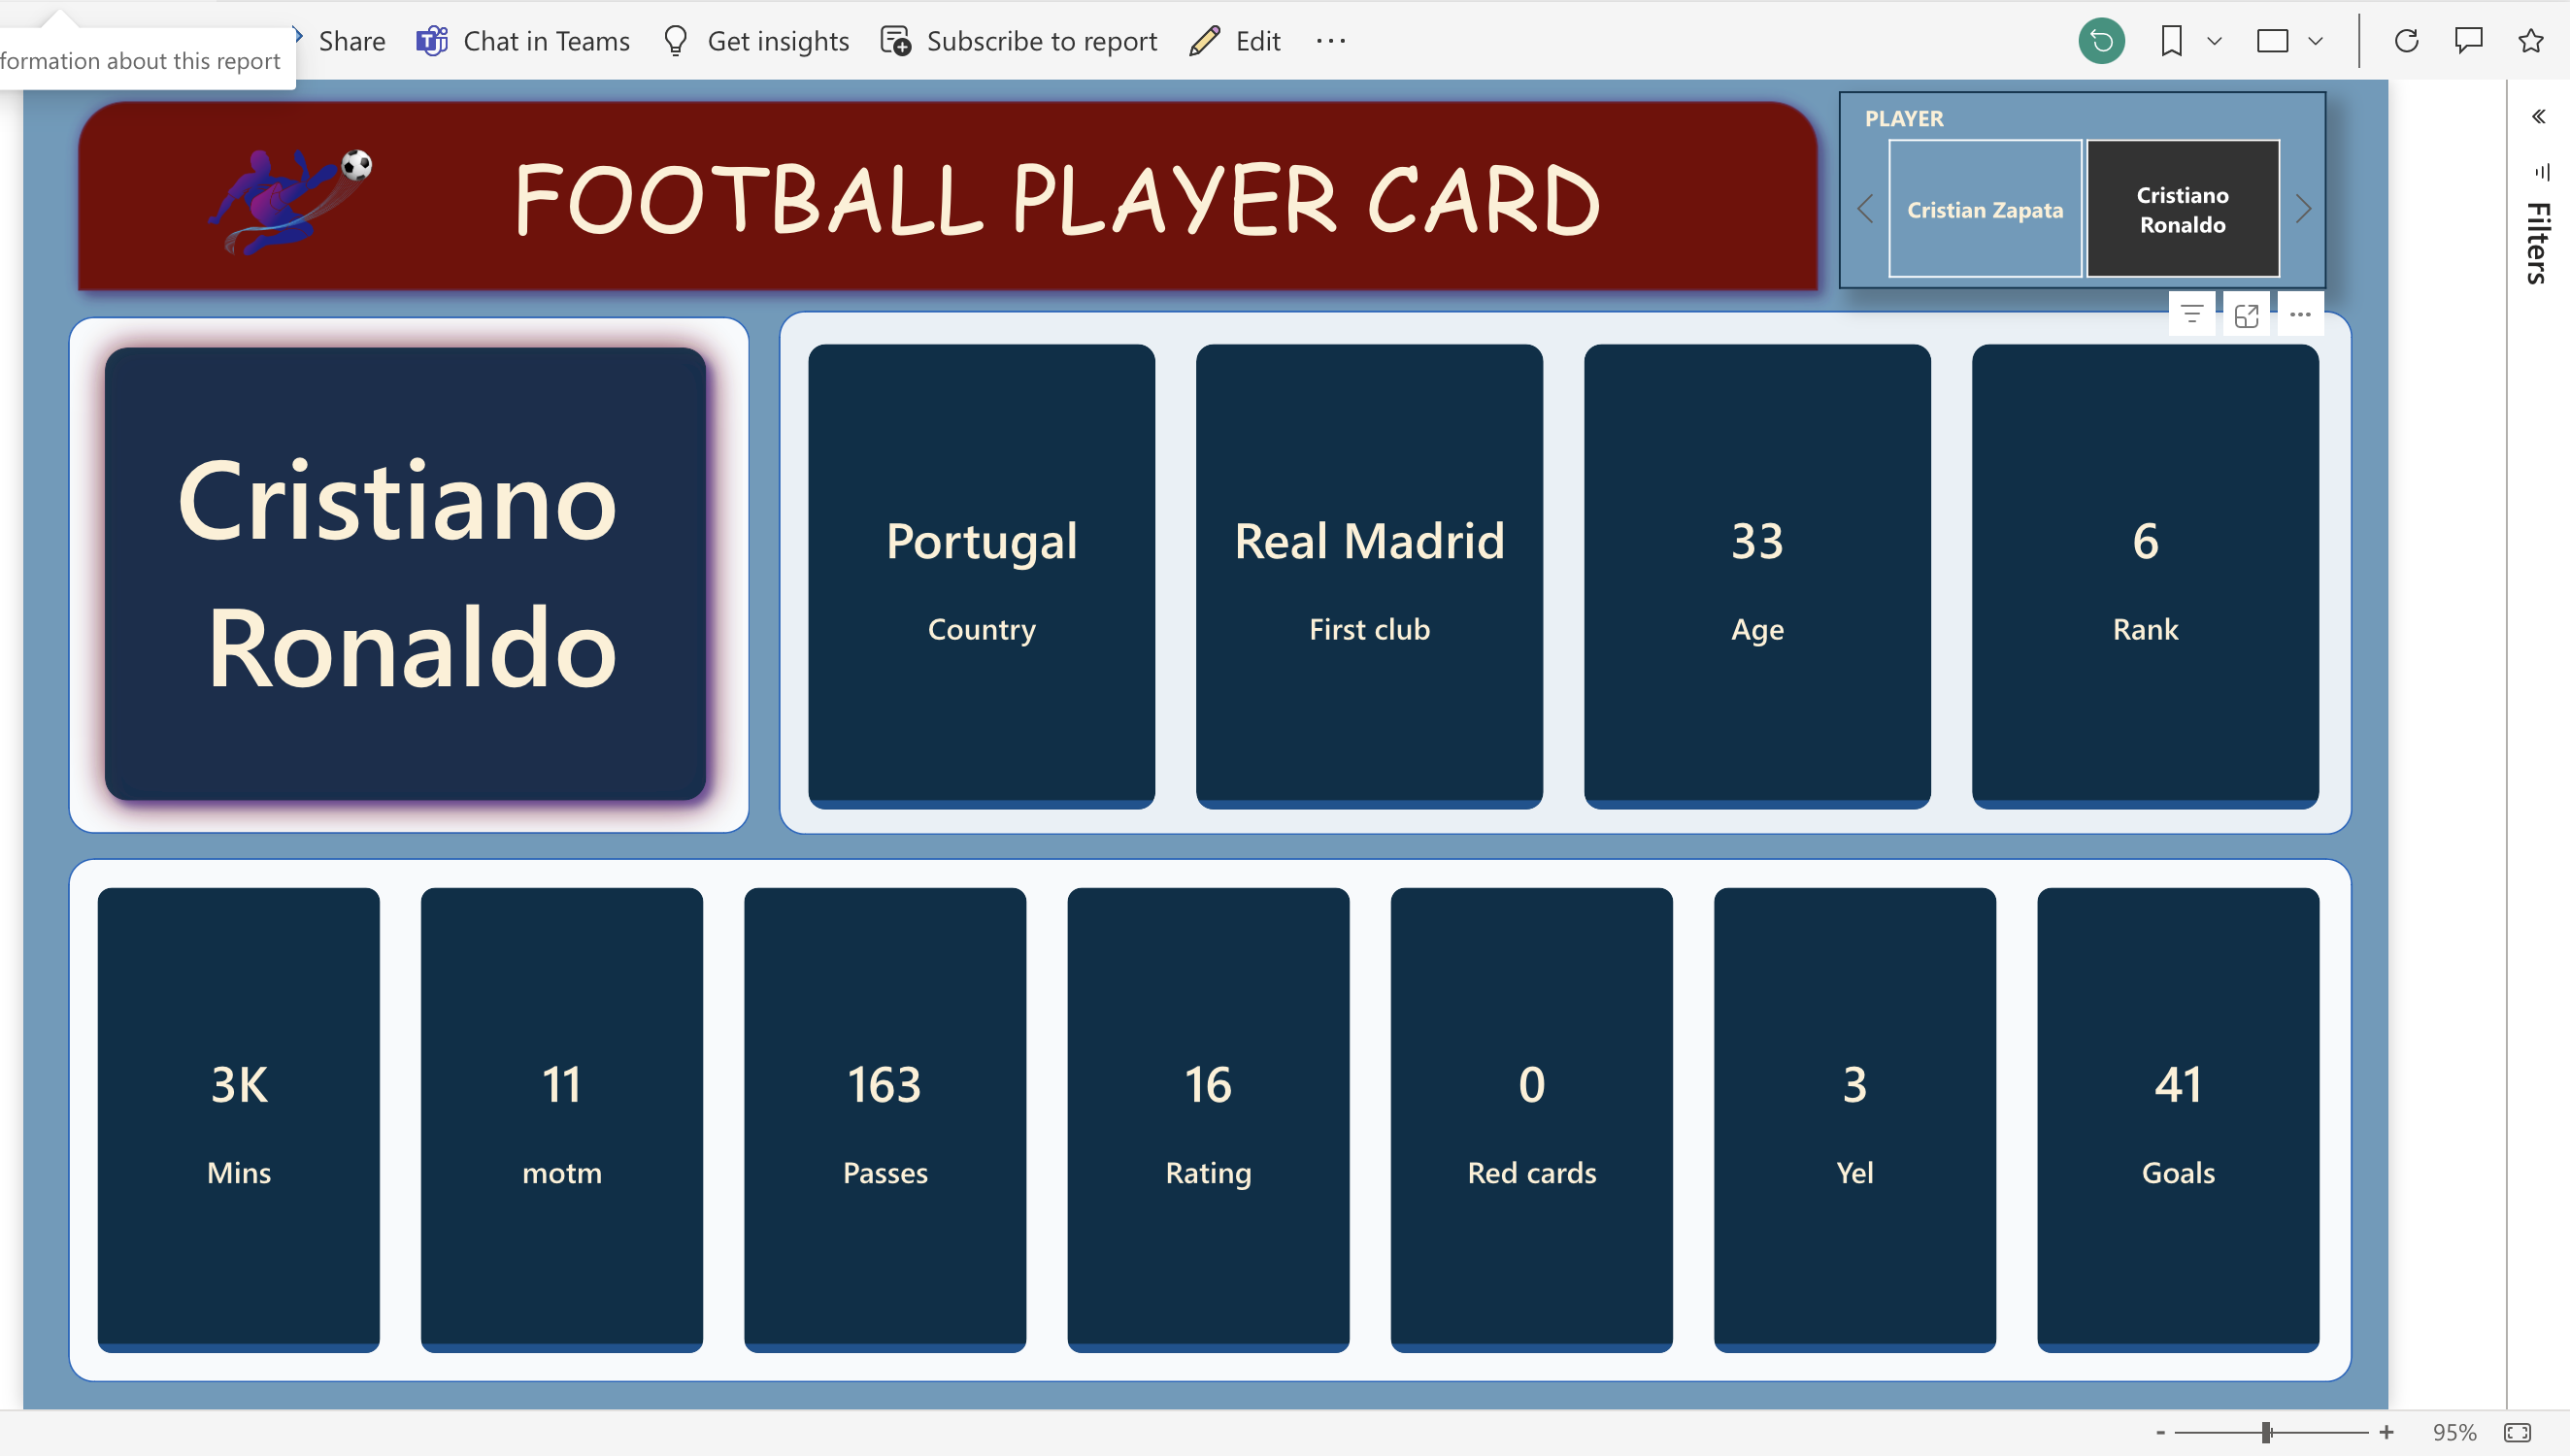 formation about this report
Share
Chat in Teams
Get insights
Subscribe to report
Edit
FOOTBALL PLAYER CARD
PLAYER
Cristian Zapata
Cristiano
Ronaldo
Filters
Cristiano
Ronaldo
Portugal
Country
Real Madrid
First club
33
Age
6
Rank
3K
Mins
11
motm
163
Passes
16
Rating
0
Red cards
3
Yel
41
Goals
- + 95%